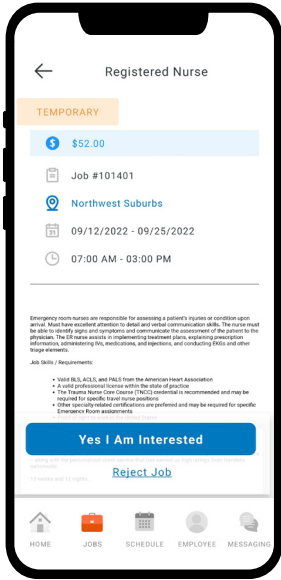 Registered Nurse
TEMPORARY
$52.00
Job #101401
Northwest Suburbs
09/12/2022 - 09/25/2022
07:00 AM - 03:00 PM
Emergency room nurses are responsible for assessing a patient's injuries or condition upon
arrival. Must have excellent attention to detail and verbal communication skills. The nurse must
be able to identify signs and symptoms and communicate the assessment of the patient to the
physician. The ER nurse assists in implementing treatment plans, explaining prescription
information, administering IVs, medications, and injections, and conducting EKGs and other
triage elements.
Job Skills / Requirements:
• Valid BLS, ACLS, and PALS from the American Heart Association
• A valid professional license within the state of practice
• The Trauma Nurse Core Course (TNCC) credential is recommended and may be
required for specific travel nurse positions
• Other specialty-related certifications are preferred and may be required for specific
Emergency Room assignments
Yes I Am Interested
Reject Job
HOME
JOBS
SCHEDULE
EMPLOYEE
MESSAGING